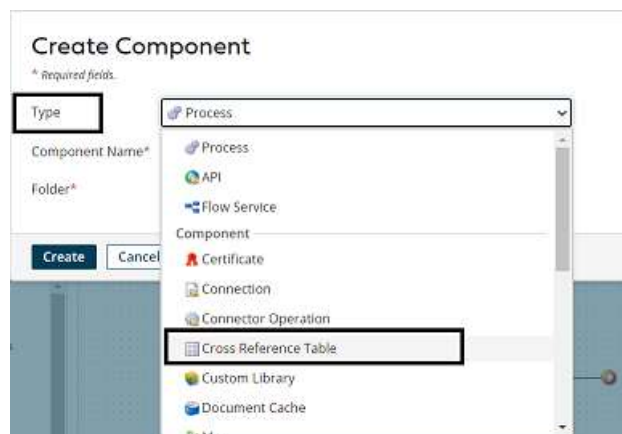 Create Component
* Required fields.
Type
Process
Component Name*
Process
API
Folder*
Flow Service
Component
Create Cancel
Certificate
Connection
Connector Operation
Cross Reference Table
Custom Library
Document Cache